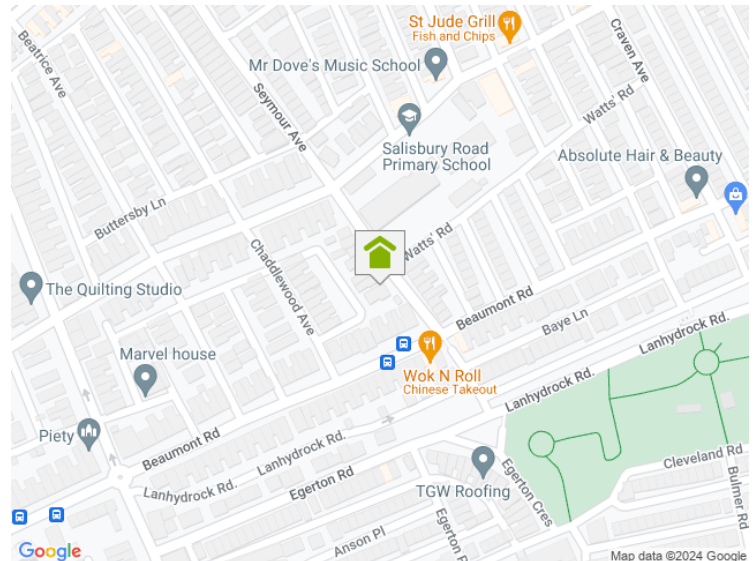 St Jude Grill
Fish and Chips
Mr Dove's Music School
Craven Ave
Beatrice Ave
Seymour Ave
Watts' Rd
Salisbury Road
Primary School
Absolute Hair & Beauty
Buttersby Ln
Watts' Rd
Chaddlewood Ave
The Quilting Studio
Beaumont Rd
Baye Ln
Lanhydrock Rd.
Marvel house
Wok N Roll
Chinese Takeout
Lanhydrock Rd.
Piety
Beaumont Rd
Lanhydrock Rd.
Cleveland Rd
Lanhydrock Rd.
Egerton Rd
TGW Roofing
Egerton Cres
Bulmer Rd
Anson Pl
Egerton R
Google
Map data ©2024 Google